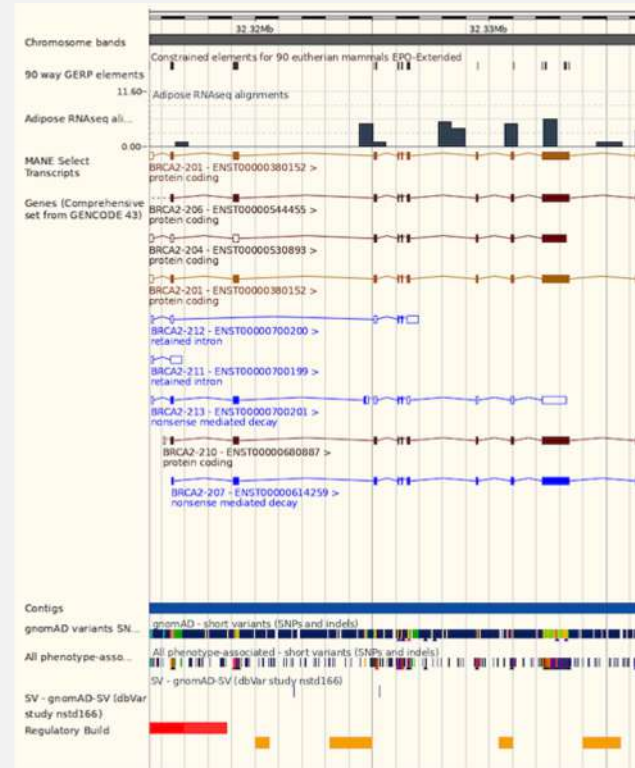 32.32Mb 32.33Mb
Chromosome bands
Constrained elements for 90 eutherian mammals EPO-Extended
90 way GERP elements
11.60
Adipose RNAseq alignments
Adipose RNAseq ali...
0.00
MANE Select
Transcripts
BRCA2-201 - ENST00000380152 >
protein coding
Genes (Comprehensive
set from GENCODE 43)
BRCA2-206 - ENST00000544455 >
protein coding
BRCA2-204 - ENST00000530893 >
protein coding
BRCA2-201 - ENST00000380152 >
protein coding
BRCA2-212 - ENST00000700200 >
retained intron
BRCA2-211 - ENST00000700199 >
retained intron
BRCA2-213 - ENST00000700201 >
nonsense mediated decay
BRCA2-210 - ENST00000680887 >
protein coding
BRCA2-207 - ENST00000614259 >
nonsense mediated decay
Contigs
gnomAD - short variants (SNPs and indels)
gnomAD variants SN...
All phenotype-associated - short variants (SNPs and indels)
All phenotype-asso...
SV - gnomAD-SV (dbVar study nstd166)
SV - gnomAD-SV (dbVar
study nstd166)
Regulatory Build